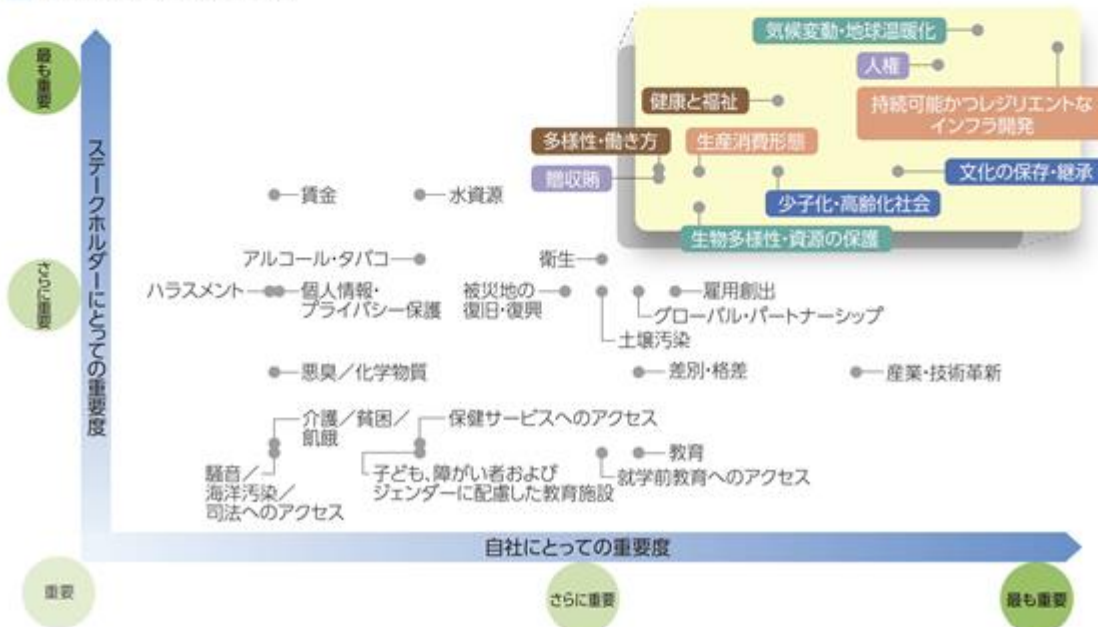 最も重要
気候変動・地球温暖化
人権
健康と福祉
持続可能かつレジリエントな
インフラ開発
多様性・働き方
生産消費形態
贈収賄
文化の保存・継承
少子化・高齢化社会
生物多様性・資源の保護
ステークホルダーにとっての重要度
賃金
水資源
アルコール・タバコ
衛生
さらに重要
ハラスメント
個人情報・
プライバシー保護
被災地の
復旧・復興
雇用創出
グローバル・パートナーシップ
土壌汚染
悪臭／化学物質
差別・格差
産業・技術革新
介護／貧困／
飢餓
保健サービスへのアクセス
教育
騒音／
海洋汚染／
司法へのアクセス
子ども、障がい者および
ジェンダーに配慮した教育施設
就学前教育へのアクセス
自社にとっての重要度
重要
さらに重要
最も重要